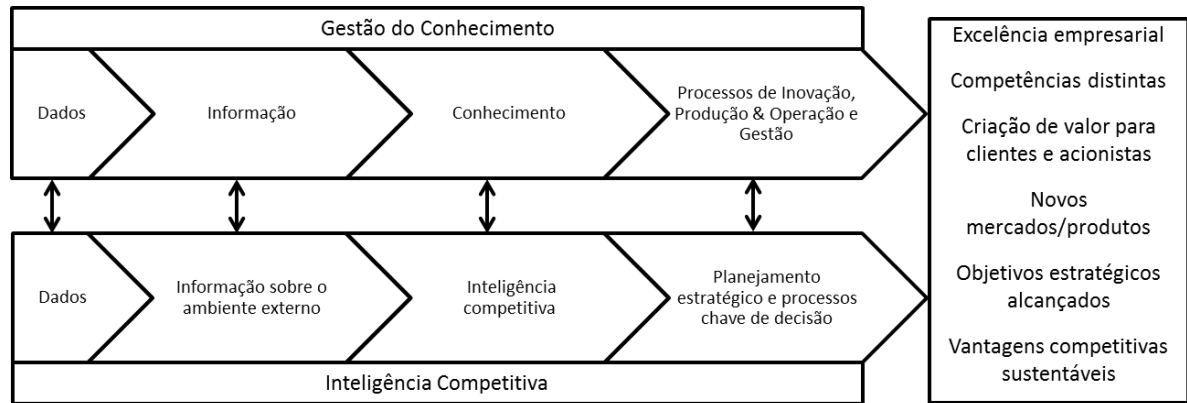 Gestão do Conhecimento
Dados
Informação
Conhecimento
Processos de Inovação,
Produção & Operação e
Gestão
Dados
Informação sobre o
ambiente externo
Inteligência
competitiva
Planejamento
estratégico e processos
chave de decisão
Inteligência Competitiva
Excelência empresarial
Competências distintas
Criação de valor para
clientes e acionistas
Novos
mercados/produtos
Objetivos estratégicos
alcançados
Vantagens competitivas
sustentáveis